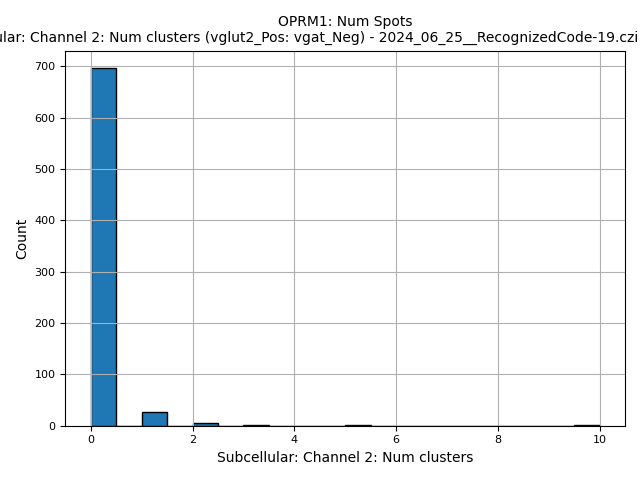 OPRM1: Num Spots
ular: Channel 2: Num clusters (vglut2_Pos: vgat_Neg) - 2024_06_25__RecognizedCode-19.czi
700
600
500
400
300
200
100
0
Count
0 2 4 6 8 10
Subcellular: Channel 2: Num clusters